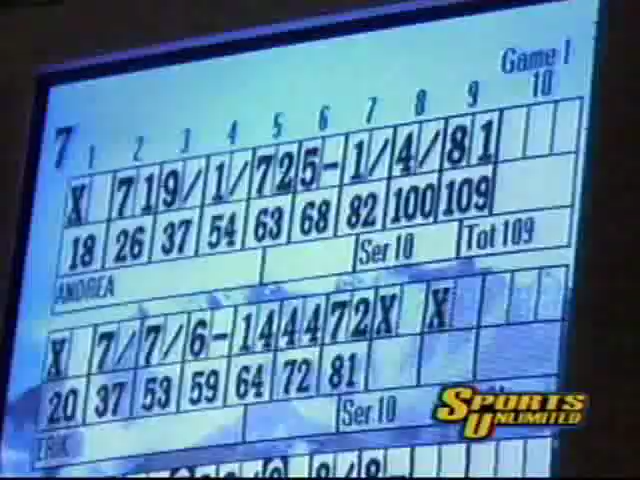 Game 1
7 1 2 3 4 5 6 7 8 9 10
X 7 1 9 / 1 / 7 2 5 - 1 / 4 / 8 1
18 26 37 54 63 68 82 100 109
ANDREA Ser 10 Tot 109
X 7 / 7 / 6 - 1 4 4 4 7 2 X X
20 37 53 59 64 72 81
ERIK Ser 10
SPORTS
UNLIMITED